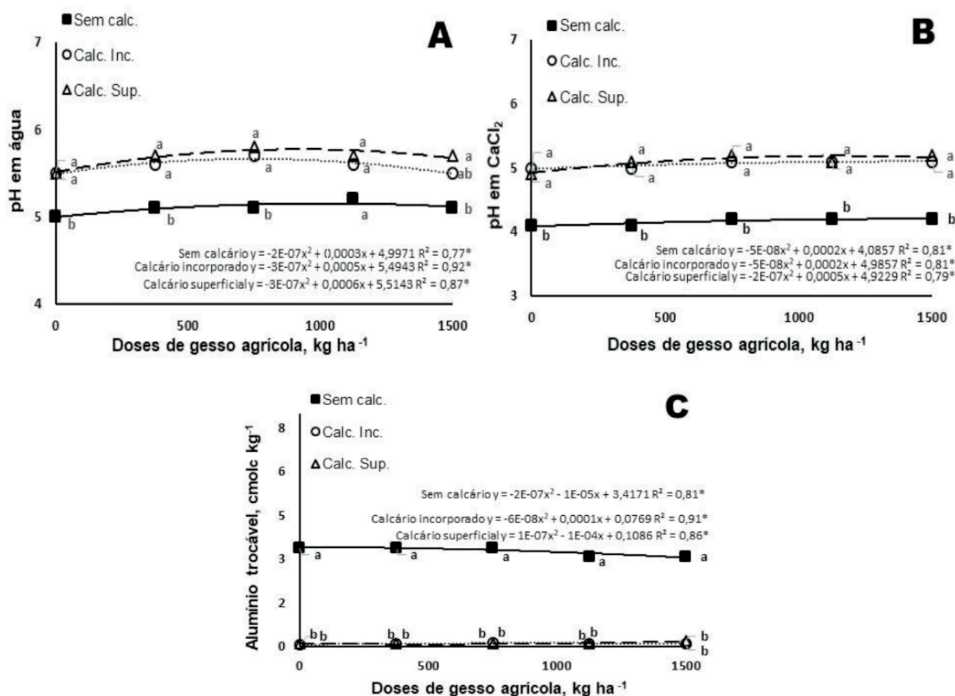 Sem calc.
Calc. Inc.
Calc. Sup.
A
7
6
5
4
pH em água
a
a
a
a
a
a
a
a
a
ab
b
b
b
a
b
Sem calcário y = -2E-07x² + 0,0003x + 4,9971 R² = 0,77*
Calcário incorporado y = -3E-07x² + 0,0005x + 5,4943 R² = 0,92*
Calcário superficial y = -3E-07x² + 0,0006x + 5,5143 R² = 0,87*
0
500
1000
1500
Doses de gesso agrícola, kg ha⁻¹
Sem calc.
Calc. Inc.
Calc. Sup.
B
7
6
5
4
3
pH em CaCl₂
a
a
a
a
a
a
a
a
a
a
b
b
b
b
b
Sem calcário y = -5E-08x² + 0,0002x + 4,0857 R² = 0,81*
Calcário incorporado y = -5E-08x² + 0,0002x + 4,9857 R² = 0,81*
Calcário superficial y = -2E-07x² + 0,0005x + 4,9229 R² = 0,79*
0
500
1000
1500
Doses de gesso agrícola, kg ha⁻¹
Sem calc.
Calc. Inc.
Calc. Sup.
C
8
6
5
3
2
0
Alumínio trocável, cmolc kg⁻¹
Sem calcário y = -2E-07x² - 1E-05x + 3,4171 R² = 0,81*
Calcário incorporado y = -6E-08x² + 0,0001x + 0,0769 R² = 0,91*
Calcário superficial y = 1E-07x² - 1E-04x + 0,1086 R² = 0,86*
a
a
a
a
a
b b
b b
b b
b b
b
b
0
500
1000
1500
Doses de gesso agrícola, kg ha⁻¹